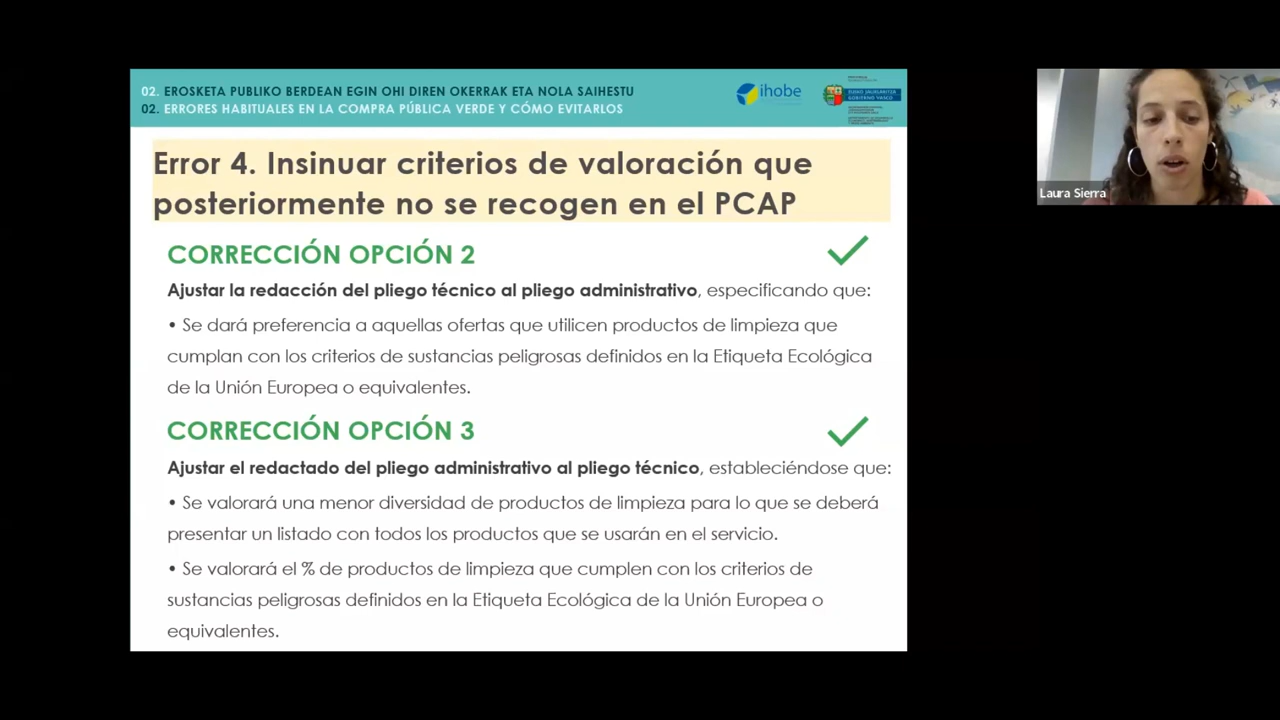 02. EROSKETA PUBLIKO BERDEAN EGIN OHI DIREN OKERRAK ETA NOLA SAIHESTU
02. ERRORES HABITUALES EN LA COMPRA PÚBLICA VERDE Y CÓMO EVITARLOS
ihobe
EUSKO JAURLARITZA
GOBIERNO VASCO
Error 4. Insinuar criterios de valoración que
posteriormente no se recogen en el PCAP
CORRECCIÓN OPCIÓN 2
Ajustar la redacción del pliego técnico al pliego administrativo, especificando que:
• Se dará preferencia a aquellas ofertas que utilicen productos de limpieza que
cumplan con los criterios de sustancias peligrosas definidos en la Etiqueta Ecológica
de la Unión Europea o equivalentes.
CORRECCIÓN OPCIÓN 3
Ajustar el redactado del pliego administrativo al pliego técnico, estableciéndose que:
• Se valorará una menor diversidad de productos de limpieza para lo que se deberá
presentar un listado con todos los productos que se usarán en el servicio.
• Se valorará el % de productos de limpieza que cumplen con los criterios de
sustancias peligrosas definidos en la Etiqueta Ecológica de la Unión Europea o
equivalentes.
Laura Sierra